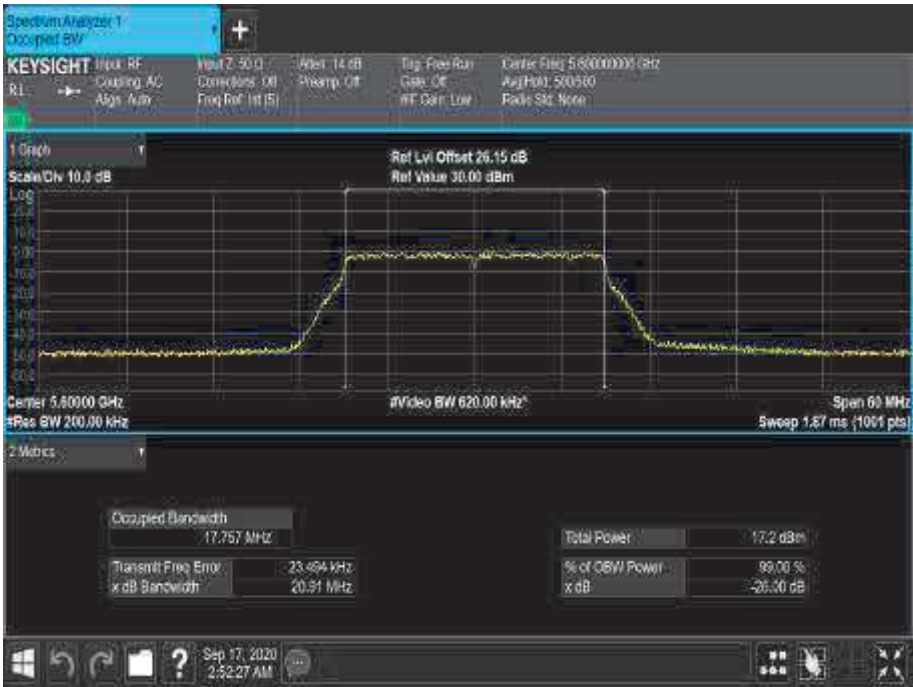 Spectrum Analyzer 1
Occupied BW
KEYSIGHT
Input: RF
Coupling: AC
Align: Auto
Input Z: 50 Ω
Corrections: Off
Freq Ref: Int (S)
Atten: 14 dB
Preamp: Off
Trig: Free Run
Gate: Off
#IF Gain: Low
Center Freq: 5.600000000 GHz
Avg|Hold: 500/500
Radio Std: None
1 Graph
Scale/Div 10.0 dB
Ref Lvl Offset 26.15 dB
Ref Value 30.00 dBm
Log
Center 5.60000 GHz
#Res BW 200.00 kHz
#Video BW 620.00 kHz*
Span 60 MHz
Sweep 1.87 ms (1001 pts)
2 Metrics
Occupied Bandwidth
17.757 MHz
Transmit Freq Error 23.494 kHz
x dB Bandwidth 20.91 MHz
Total Power 17.2 dBm
% of OBW Power 99.00 %
x dB -26.00 dB
?
Sep 17, 2020
2:52:27 AM